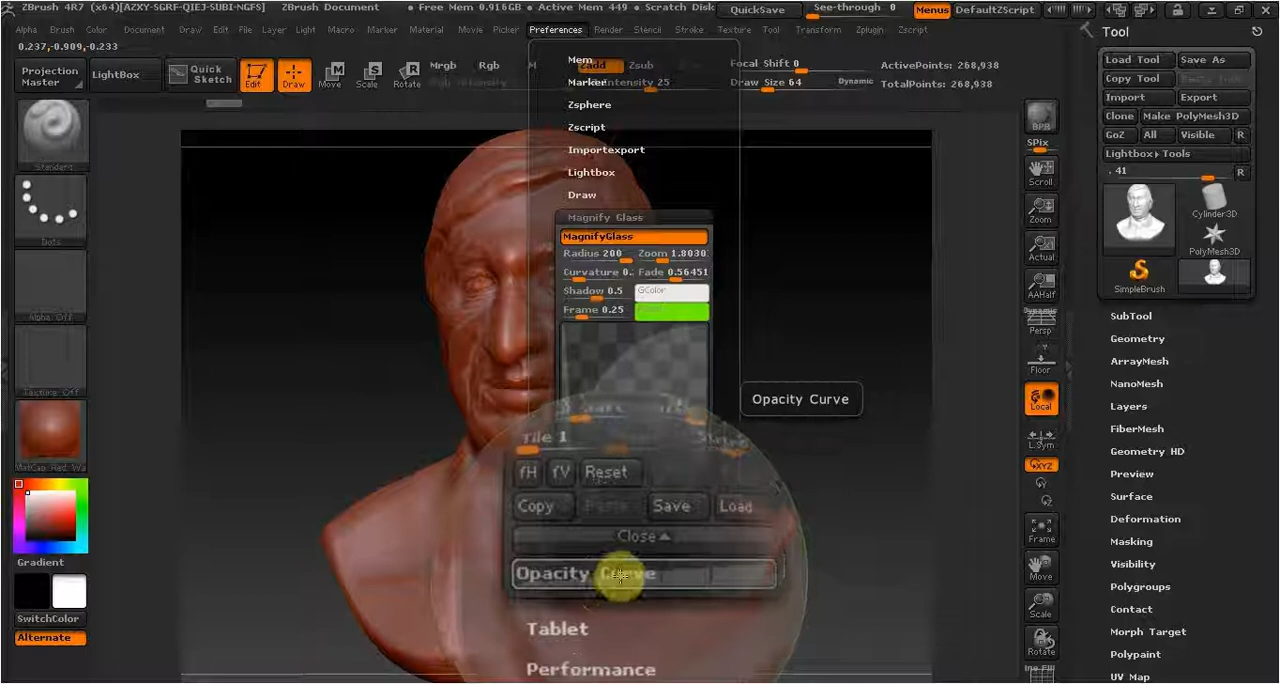 ZBrush 4R7 (x64)[AZXY-SGRF-QIEJ-SUBI-NGFS] ZBrush Document • Free Mem 0.916GB • Active Mem 449 • Scratch Disk QuickSave See-through 0 Menus DefaultZScript
Alpha Brush Color Document Draw Edit File Layer Light Macro Marker Material Movie Picker Preferences Render Stencil Stroke Texture Tool Transform Zplugin Zscript
0.237,-0.909,-0.233
Projection Master
LightBox
Quick Sketch
Edit
Draw
Move
Scale
Rotate
Mrgb Rgb M
Zadd Zsub
Intensity 25
Focal Shift 0
Draw Size 64
Dynamic
ActivePoints: 268,938
TotalPoints: 268,938
Standard
Dots
Alpha Off
Texture Off
MatCap Red Wa
Gradient
SwitchColor
Alternate
Mem
Marker
Zsphere
Zscript
Importexport
Lightbox
Draw
Magnify Glass
MagnifyGlass
Radius 200 Zoom 1.8030
Curvature 0. Fade 0.56451
Shadow 0.5 GColor
Frame 0.25
Opacity Curve
Tile 1
fH fV Reset
Copy Save Load
Close
Opacity Curve
Tablet
Performance
BPR
SPix
Scroll
Zoom
Actual
AAHalf
Dynamic
Persp
Floor
Local
L.Sym
XYZ
Frame
Move
Scale
Rotate
Tool
Load Tool Save As
Copy Tool
Import Export
Clone Make PolyMesh3D
GoZ All Visible R
Lightbox▸Tools
. 41 R
Cylinder3D
PolyMesh3D
SimpleBrush
SubTool
Geometry
ArrayMesh
NanoMesh
Layers
FiberMesh
Geometry HD
Preview
Surface
Deformation
Masking
Visibility
Polygroups
Contact
Morph Target
Polypaint
UV Map